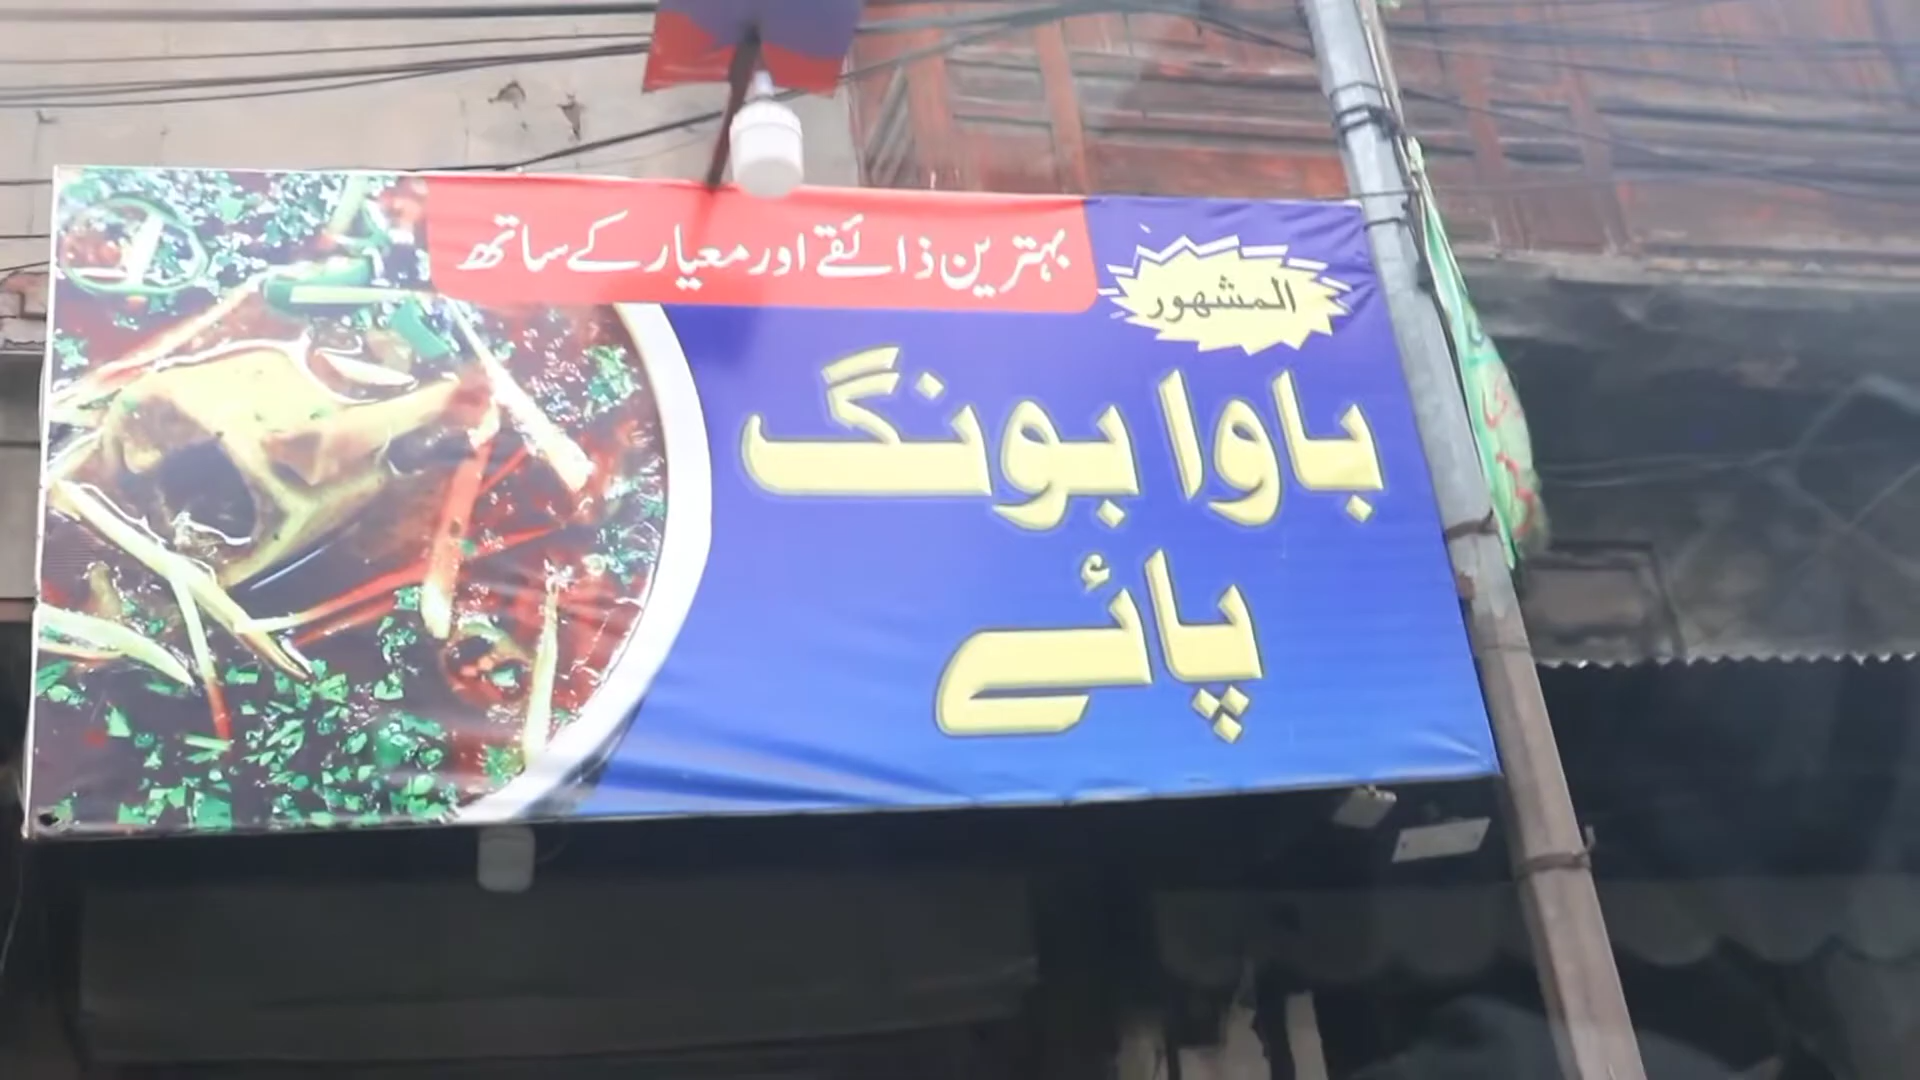 بہترین ذائقے اور معیار کے ساتھ
المشہور
باوا بونگ
پائے